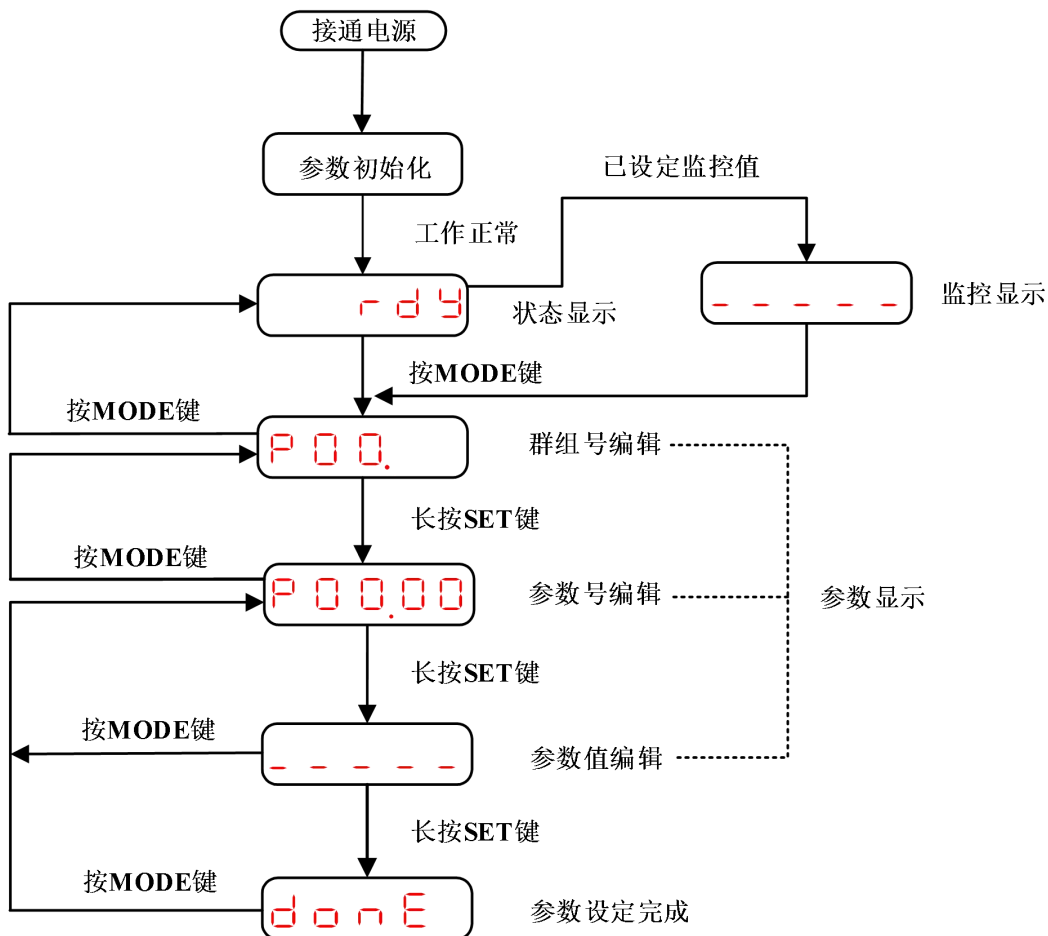 接通电源
参数初始化
已设定监控值
工作正常
rdy
状态显示
_ _ _ _ _
监控显示
按MODE键
按MODE键
P00.
群组号编辑
长按SET键
按MODE键
P00.00
参数号编辑
参数显示
长按SET键
按MODE键
_ _ _ _ _
参数值编辑
长按SET键
按MODE键
donE
参数设定完成